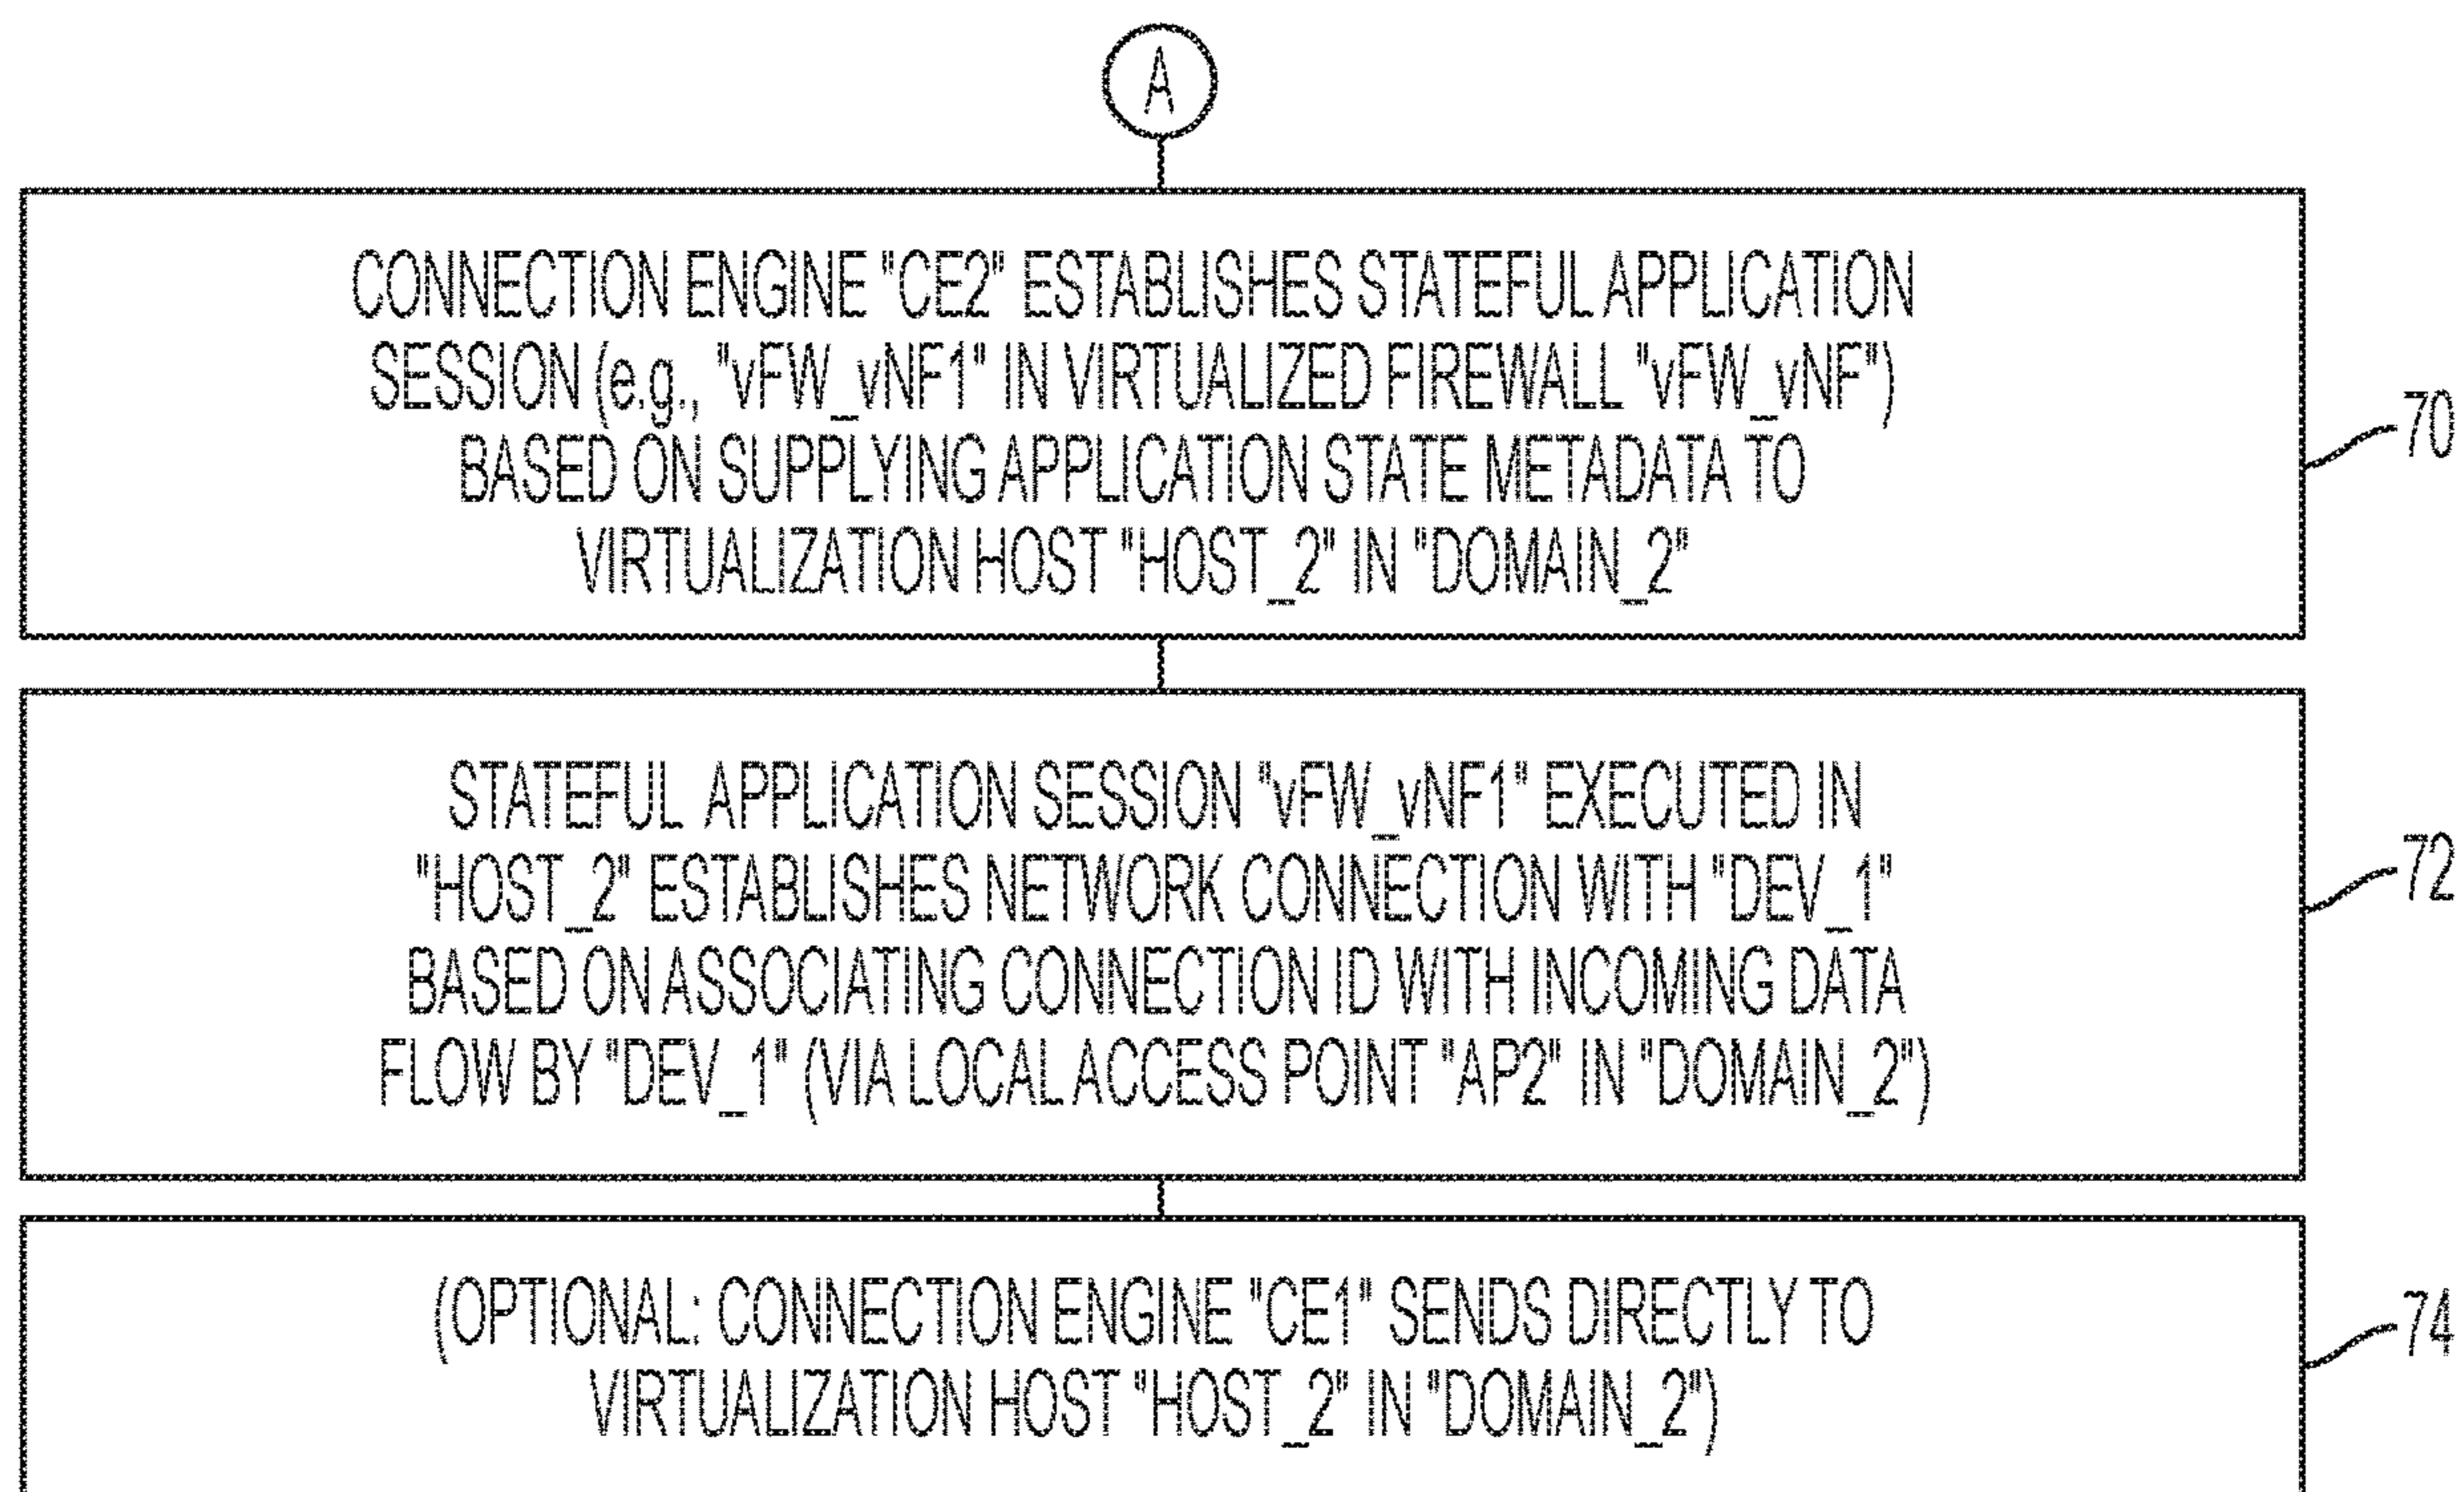 A
CONNECTION ENGINE "CE2" ESTABLISHES STATEFUL APPLICATION
SESSION (e.g., "vFW_vNF1" IN VIRTUALIZED FIREWALL "vFW_vNF")
BASED ON SUPPLYING APPLICATION STATE METADATA TO
VIRTUALIZATION HOST "HOST_2" IN "DOMAIN_2"
70
STATEFUL APPLICATION SESSION "vFW_vNF1" EXECUTED IN
"HOST_2" ESTABLISHES NETWORK CONNECTION WITH "DEV_1"
BASED ON ASSOCIATING CONNECTION ID WITH INCOMING DATA
FLOW BY "DEV_1" (VIA LOCAL ACCESS POINT "AP2" IN "DOMAIN_2")
72
(OPTIONAL: CONNECTION ENGINE "CE1" SENDS DIRECTLY TO
VIRTUALIZATION HOST "HOST_2" IN "DOMAIN_2")
74